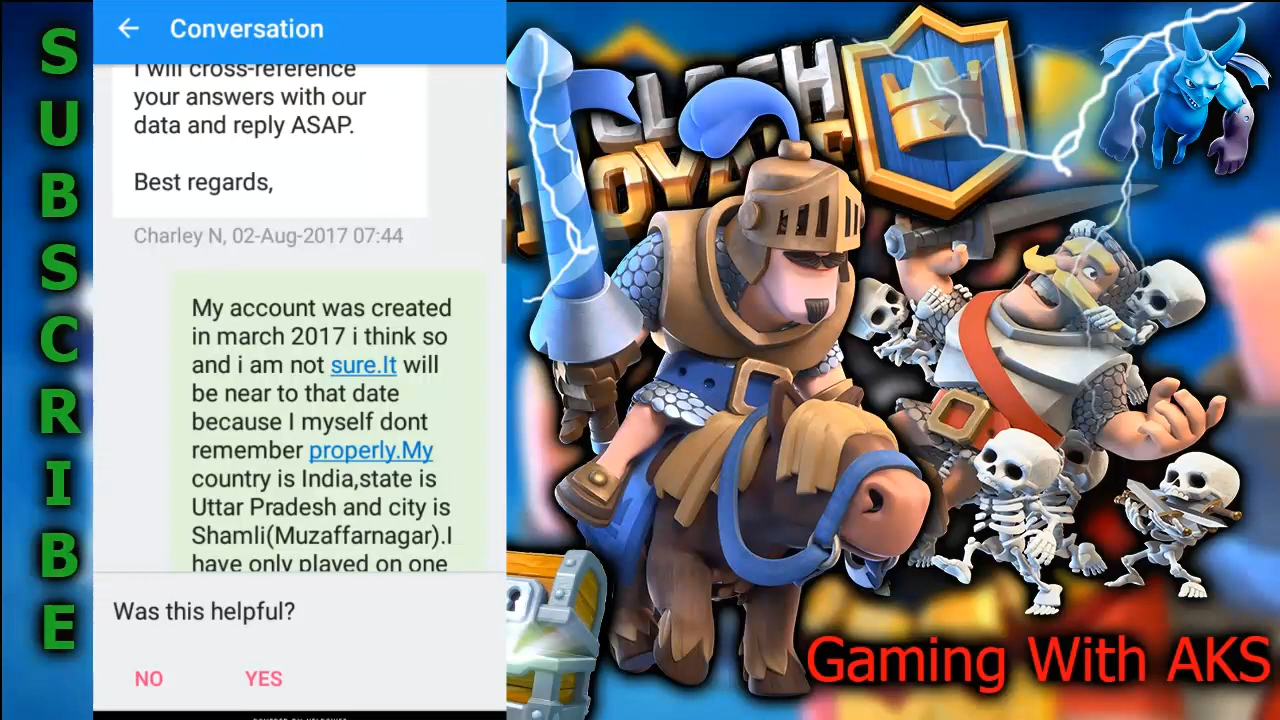 SUBSCRIBE
Conversation
I will cross-reference
your answers with our
data and reply ASAP.
Best regards,
Charley N, 02-Aug-2017 07:44
My account was created
in march 2017 i think so
and i am not sure.It will
be near to that date
because I myself dont
remember properly.My
country is India,state is
Uttar Pradesh and city is
Shamli(Muzaffarnagar).I
have only played on one
Was this helpful?
NO YES
CLASH
ROYALE
Gaming With AKS